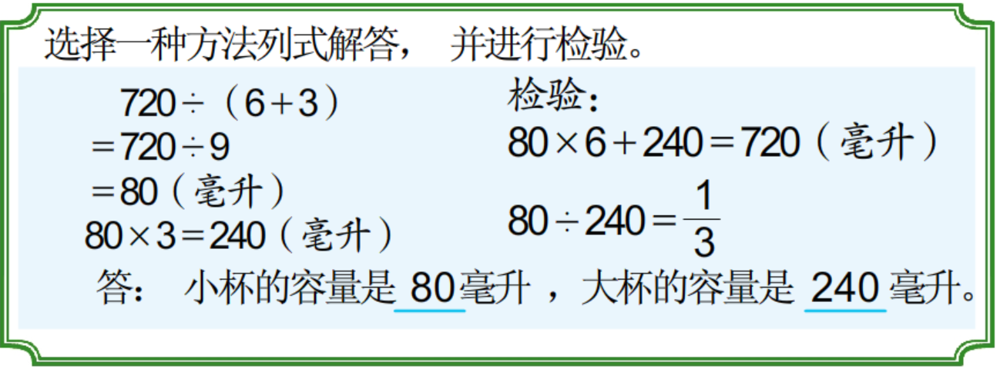 选择一种方法列式解答， 并进行检验。
720÷（6+3）
=720÷9
=80（毫升）
80×3=240（毫升）
检验：
80×6+240=720（毫升）
80÷240=1/3
答： 小杯的容量是 80毫升 ，大杯的容量是 240 毫升。